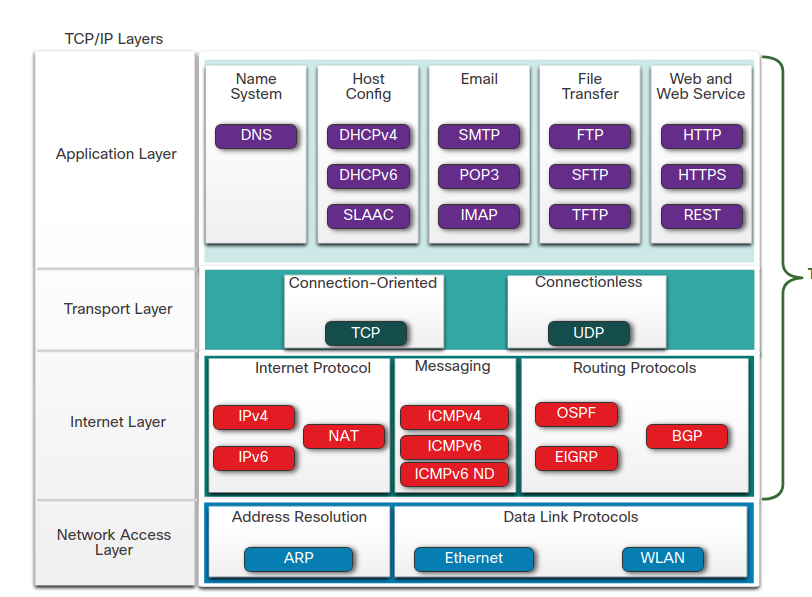 TCP/IP Layers
Application Layer
Name
System
DNS
Host
Config
DHCPv4
DHCPv6
SLAAC
Email
SMTP
POP3
IMAP
File
Transfer
FTP
SFTP
TFTP
Web and
Web Service
HTTP
HTTPS
REST
T
Transport Layer
Connection-Oriented
TCP
Connectionless
UDP
Internet Layer
Internet Protocol
IPv4
NAT
IPv6
Messaging
ICMPv4
ICMPv6
ICMPv6 ND
Routing Protocols
OSPF
BGP
EIGRP
Network Access
Layer
Address Resolution
ARP
Data Link Protocols
Ethernet
WLAN